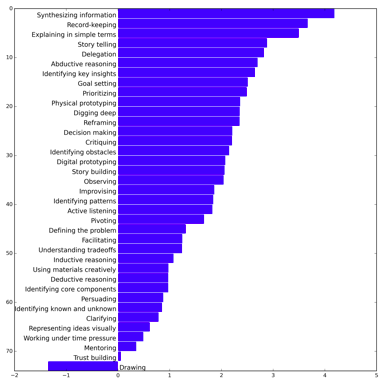 0
Synthesizing information
Record-keeping
Explaining in simple terms
Story telling
Delegation
10
Abductive reasoning
Identifying key insights
Goal setting
Prioritizing
20
Physical prototyping
Digging deep
Reframing
Decision making
Critiquing
30
Identifying obstacles
Digital prototyping
Story building
Observing
Improvising
40
Identifying patterns
Active listening
Pivoting
Defining the problem
Facilitating
50
Understanding tradeoffs
Inductive reasoning
Using materials creatively
Deductive reasoning
Identifying core components
60
Persuading
Identifying known and unknown
Clarifying
Representing ideas visually
Working under time pressure
70
Mentoring
Trust building
Drawing
−2 −1 0 1 2 3 4 5